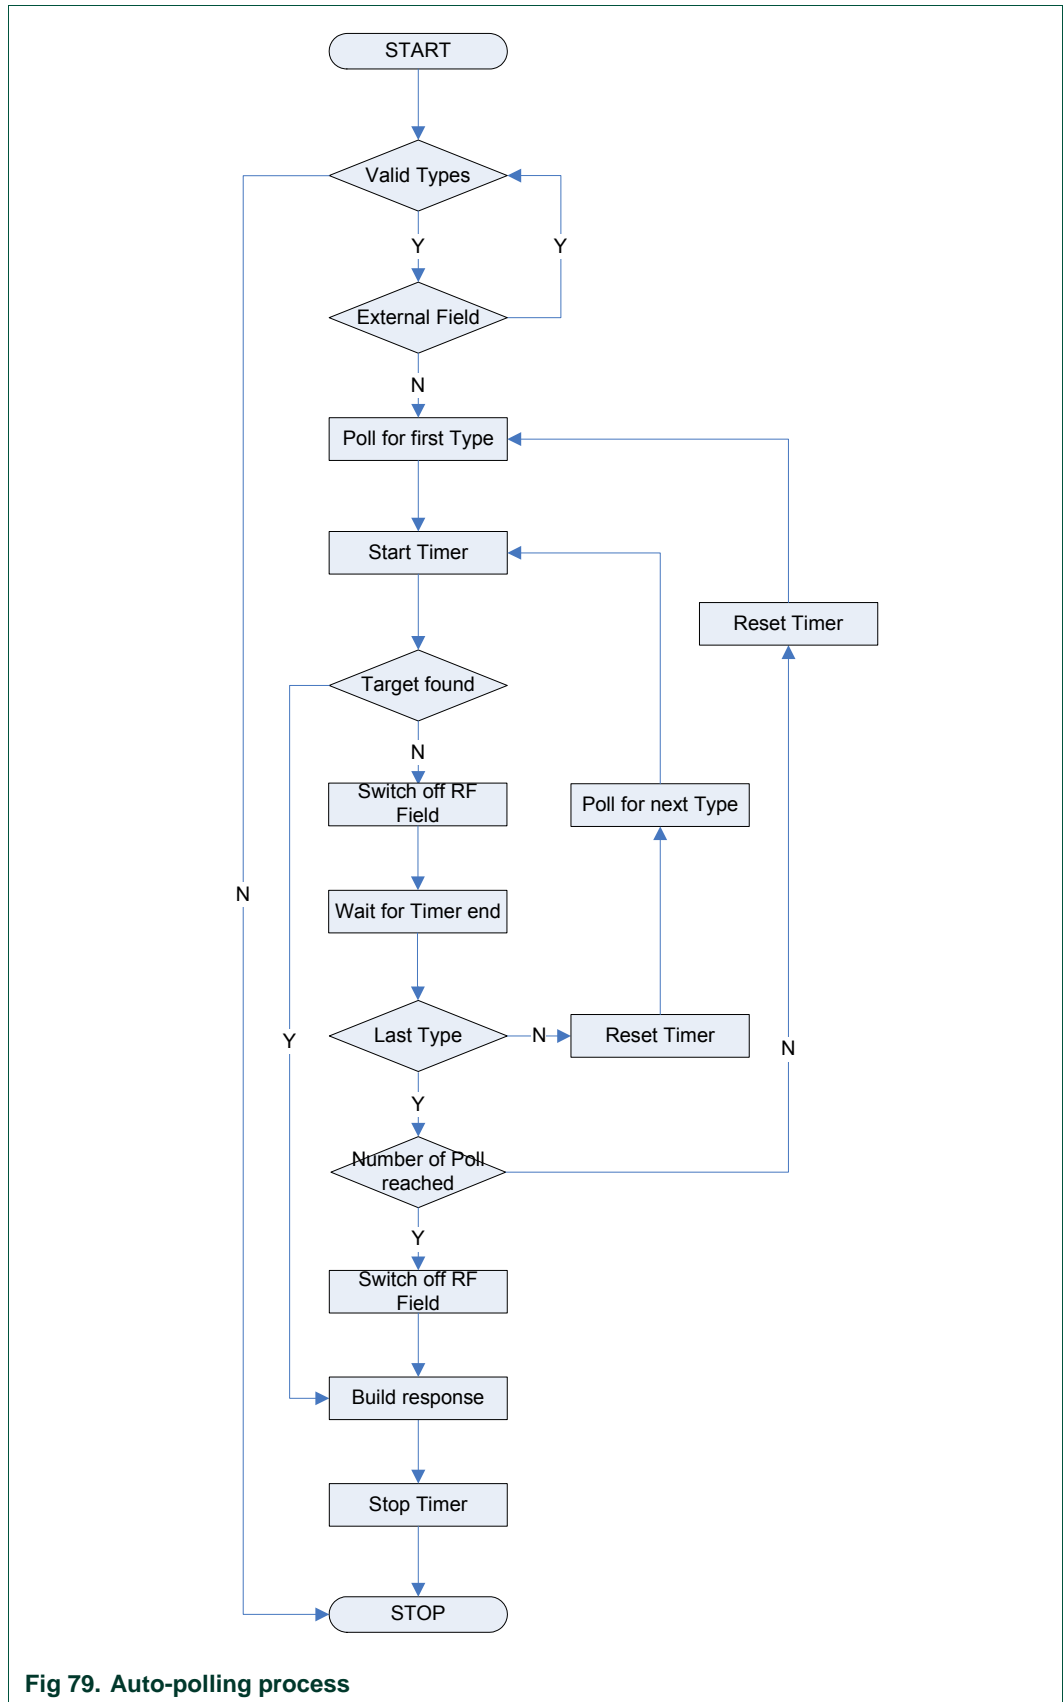 START
Valid Types
Y
Y
External Field
N
Poll for first Type
Start Timer
Reset Timer
Target found
N
Switch off RF
Field
Poll for next Type
N
Wait for Timer end
Last Type
N
Reset Timer
Y
N
Y
Number of Poll
reached
Y
Switch off RF
Field
Build response
Stop Timer
STOP
Fig 79. Auto-polling process